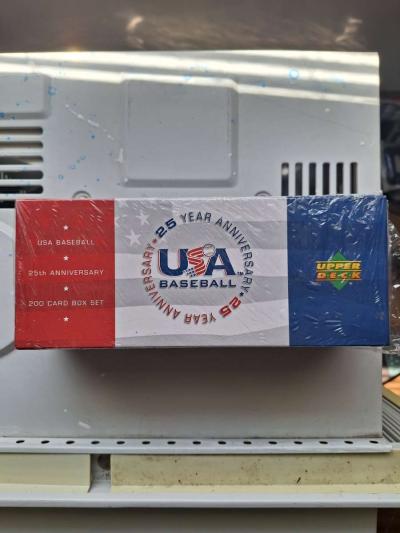 USA BASEBALL
25th ANNIVERSARY
200 CARD BOX SET
25 YEAR ANNIVERSARY
25 YEAR ANNIVERSARY
USA
BASEBALL
UPPER
DECK